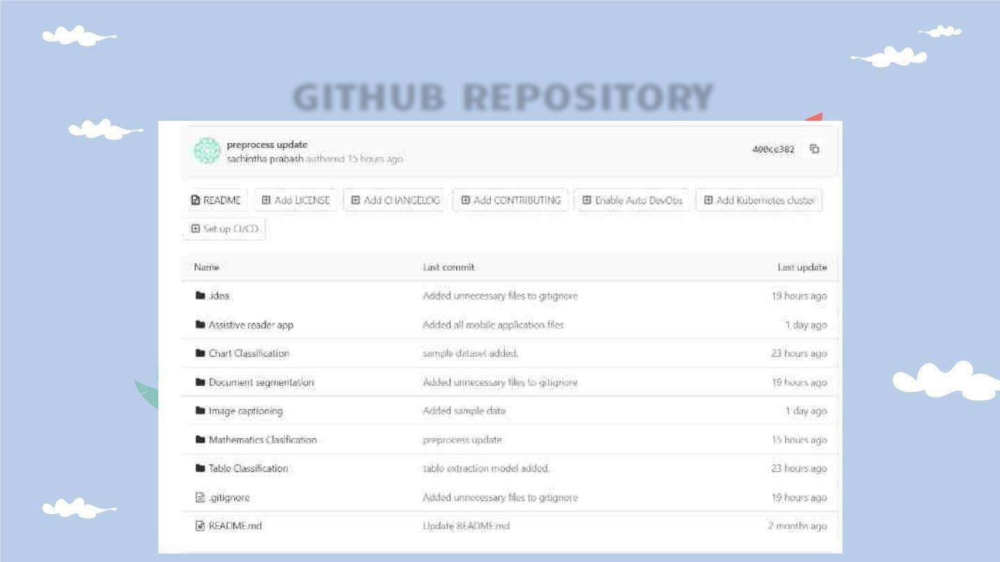 GITHUB REPOSITORY
preprocess update
400ce382
sachintha prabash authored 15 hours ago
README Add LICENSE Add CHANGELOG Add CONTRIBUTING Enable Auto DevOps Add Kubernetes cluster
Set up CI/CD
Name Last commit Last update
.idea Added unnecessary files to gitignore 19 hours ago
Assistive reader app Added all mobile application files 1 day ago
Chart Classification sample dataset added. 23 hours ago
Document segmentation Added unnecessary files to gitignore 19 hours ago
Image captioning Added sample data 1 day ago
Mathematics Clasification preprocess update 15 hours ago
Table Classification table extraction model added. 23 hours ago
.gitignore Added unnecessary files to gitignore 19 hours ago
README.md Update README.md 2 months ago